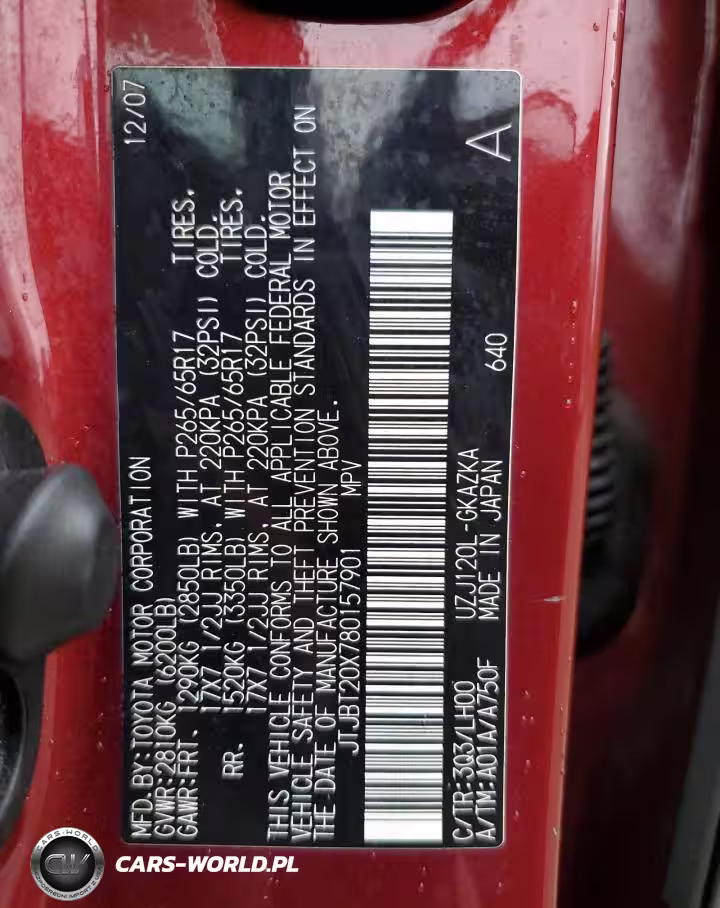 MFD.BY:TOYOTA MOTOR CORPORATION 12/07
GVWR:2810KG (6200LB)
GAWR:FRT. 1290KG (2850LB) WITH P265/65R17 TIRES,
17X7 1/2JJ RIMS, AT 220KPA (32PSI) COLD.
RR. 1520KG (3350LB) WITH P265/65R17 TIRES,
17X7 1/2JJ RIMS, AT 220KPA (32PSI) COLD.
THIS VEHICLE CONFORMS TO ALL APPLICABLE FEDERAL MOTOR
VEHICLE SAFETY AND THEFT PREVENTION STANDARDS IN EFFECT ON
THE DATE OF MANUFACTURE SHOWN ABOVE.
JTJBT20X780157901 MPV
C/TR:3Q3/LH00 UZJ120L-GKAZKA 640
A/TM:A01A/A750F MADE IN JAPAN A
CW
CARS-WORLD.PL